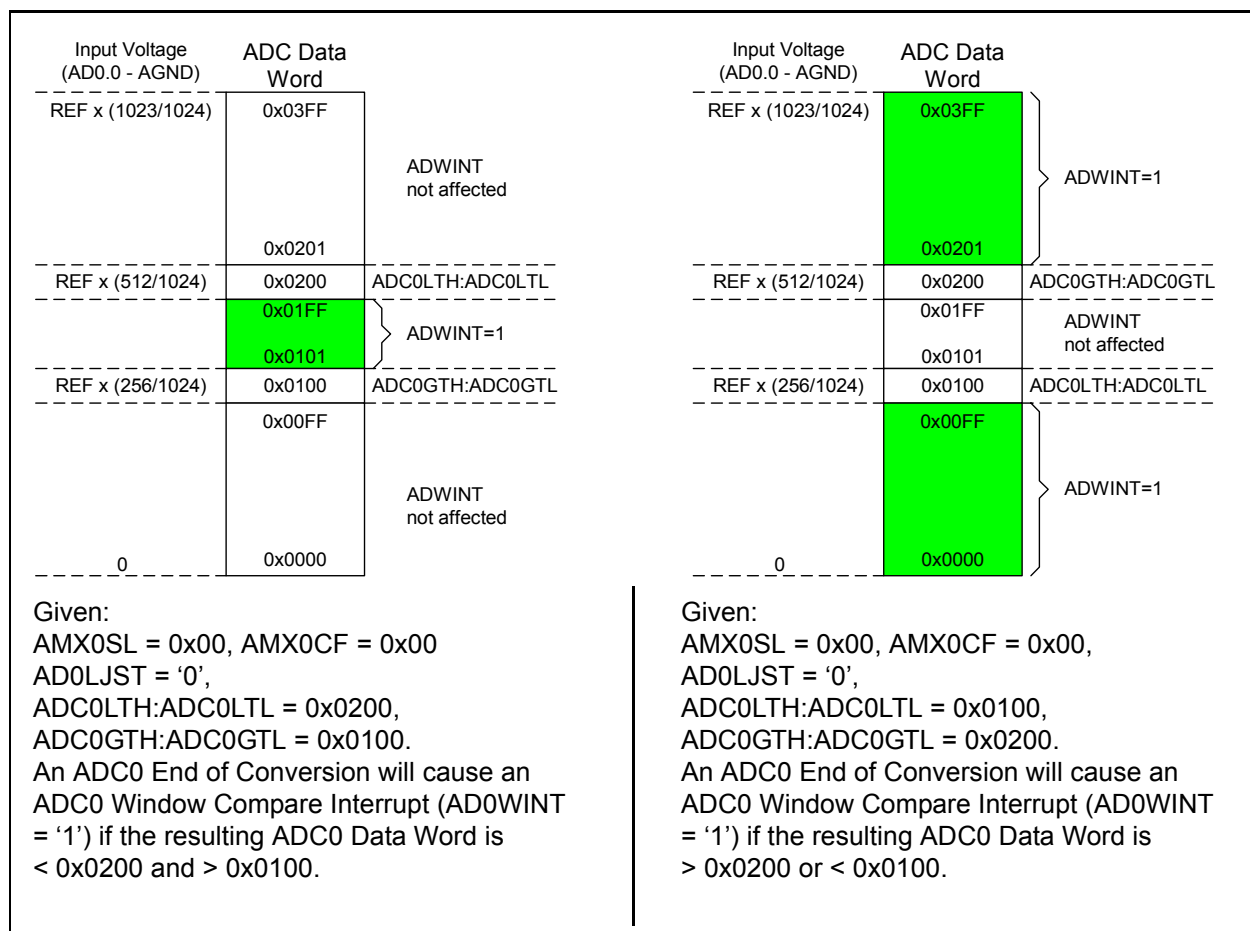 Input Voltage
(AD0.0 - AGND)
ADC Data
Word
REF x (1023/1024)
0x03FF
ADWINT
not affected
0x0201
REF x (512/1024)
0x0200
ADC0LTH:ADC0LTL
0x01FF
ADWINT=1
0x0101
REF x (256/1024)
0x0100
ADC0GTH:ADC0GTL
0x00FF
ADWINT
not affected
0
0x0000
Given:
AMX0SL = 0x00, AMX0CF = 0x00
AD0LJST = ‘0’,
ADC0LTH:ADC0LTL = 0x0200,
ADC0GTH:ADC0GTL = 0x0100.
An ADC0 End of Conversion will cause an
ADC0 Window Compare Interrupt (AD0WINT
= ‘1’) if the resulting ADC0 Data Word is
< 0x0200 and > 0x0100.
Input Voltage
(AD0.0 - AGND)
ADC Data
Word
REF x (1023/1024)
0x03FF
ADWINT=1
0x0201
REF x (512/1024)
0x0200
ADC0GTH:ADC0GTL
0x01FF
ADWINT
not affected
0x0101
REF x (256/1024)
0x0100
ADC0LTH:ADC0LTL
0x00FF
ADWINT=1
0
0x0000
Given:
AMX0SL = 0x00, AMX0CF = 0x00,
AD0LJST = ‘0’,
ADC0LTH:ADC0LTL = 0x0100,
ADC0GTH:ADC0GTL = 0x0200.
An ADC0 End of Conversion will cause an
ADC0 Window Compare Interrupt (AD0WINT
= ‘1’) if the resulting ADC0 Data Word is
> 0x0200 or < 0x0100.